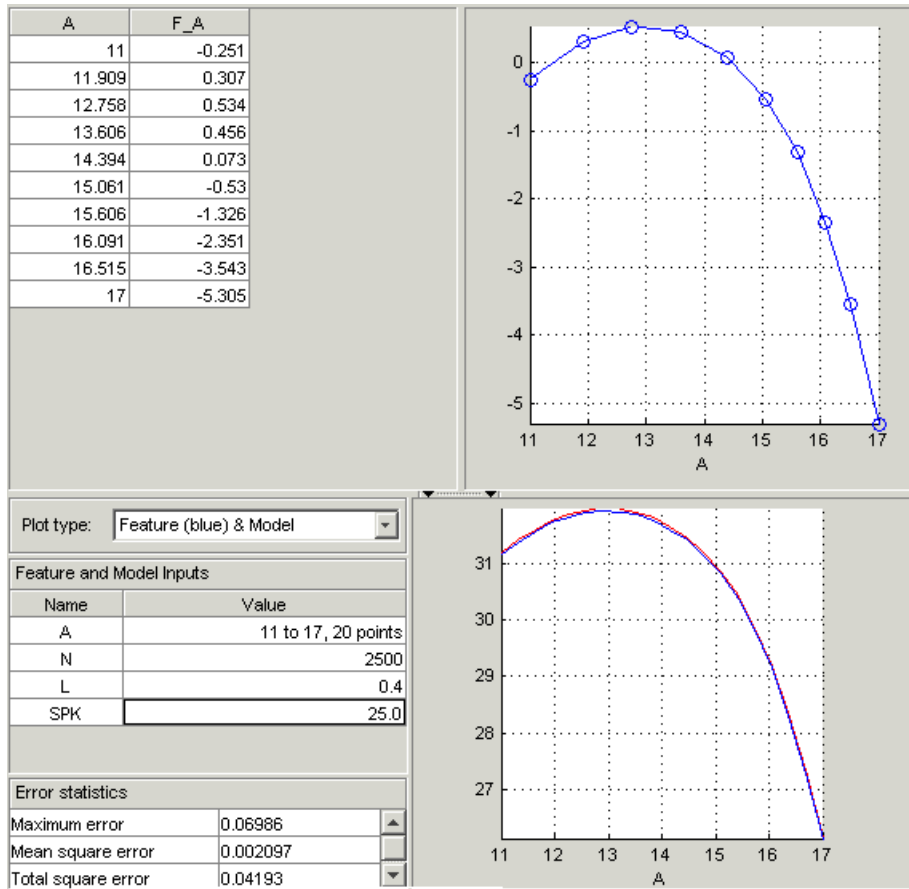 A F_A
11 -0.251
11.909 0.307
12.758 0.534
13.606 0.456
14.394 0.073
15.061 -0.53
15.606 -1.326
16.091 -2.351
16.515 -3.543
17 -5.305
0
-1
-2
-3
-4
-5
11 12 13 14 15 16 17
A
Plot type: Feature (blue) & Model
Feature and Model Inputs
Name Value
A 11 to 17, 20 points
N 2500
L 0.4
SPK 25.0
Error statistics
Maximum error 0.06986
Mean square error 0.002097
Total square error 0.04193
31
30
29
28
27
11 12 13 14 15 16 17
A